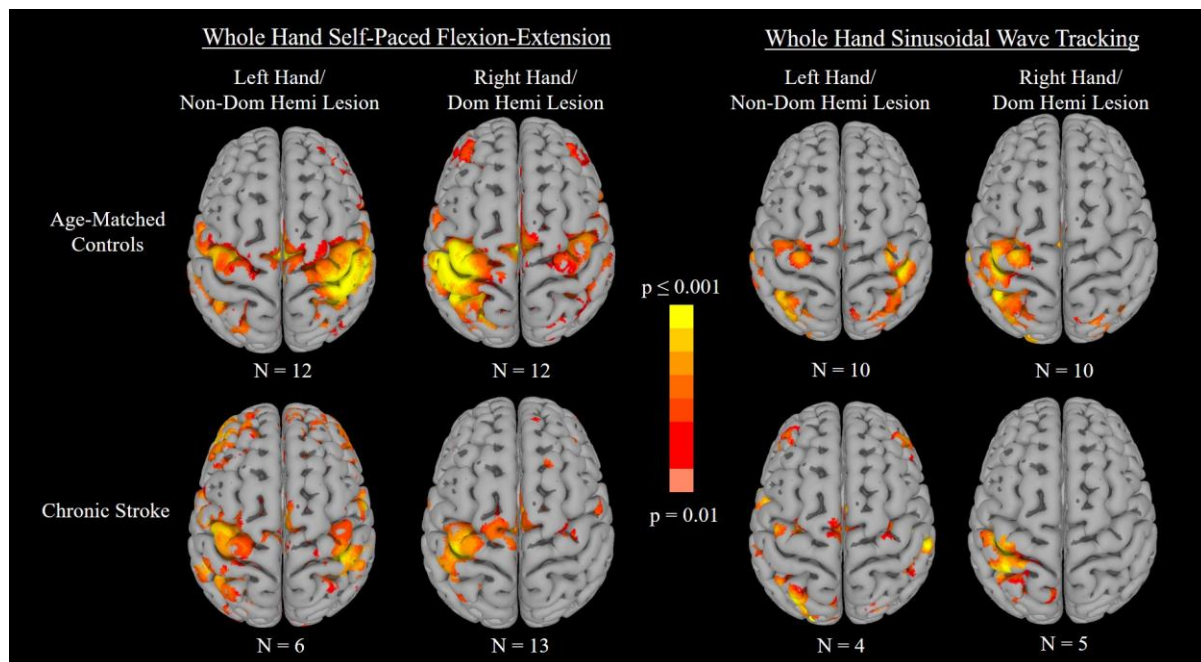 Whole Hand Self-Paced Flexion-Extension
Whole Hand Sinusoidal Wave Tracking
Left Hand/
Non-Dom Hemi Lesion
Right Hand/
Dom Hemi Lesion
Left Hand/
Non-Dom Hemi Lesion
Right Hand/
Dom Hemi Lesion
Age-Matched
Controls
N = 12
N = 12
N = 10
N = 10
p ≤ 0.001
p = 0.01
Chronic Stroke
N = 6
N = 13
N = 4
N = 5